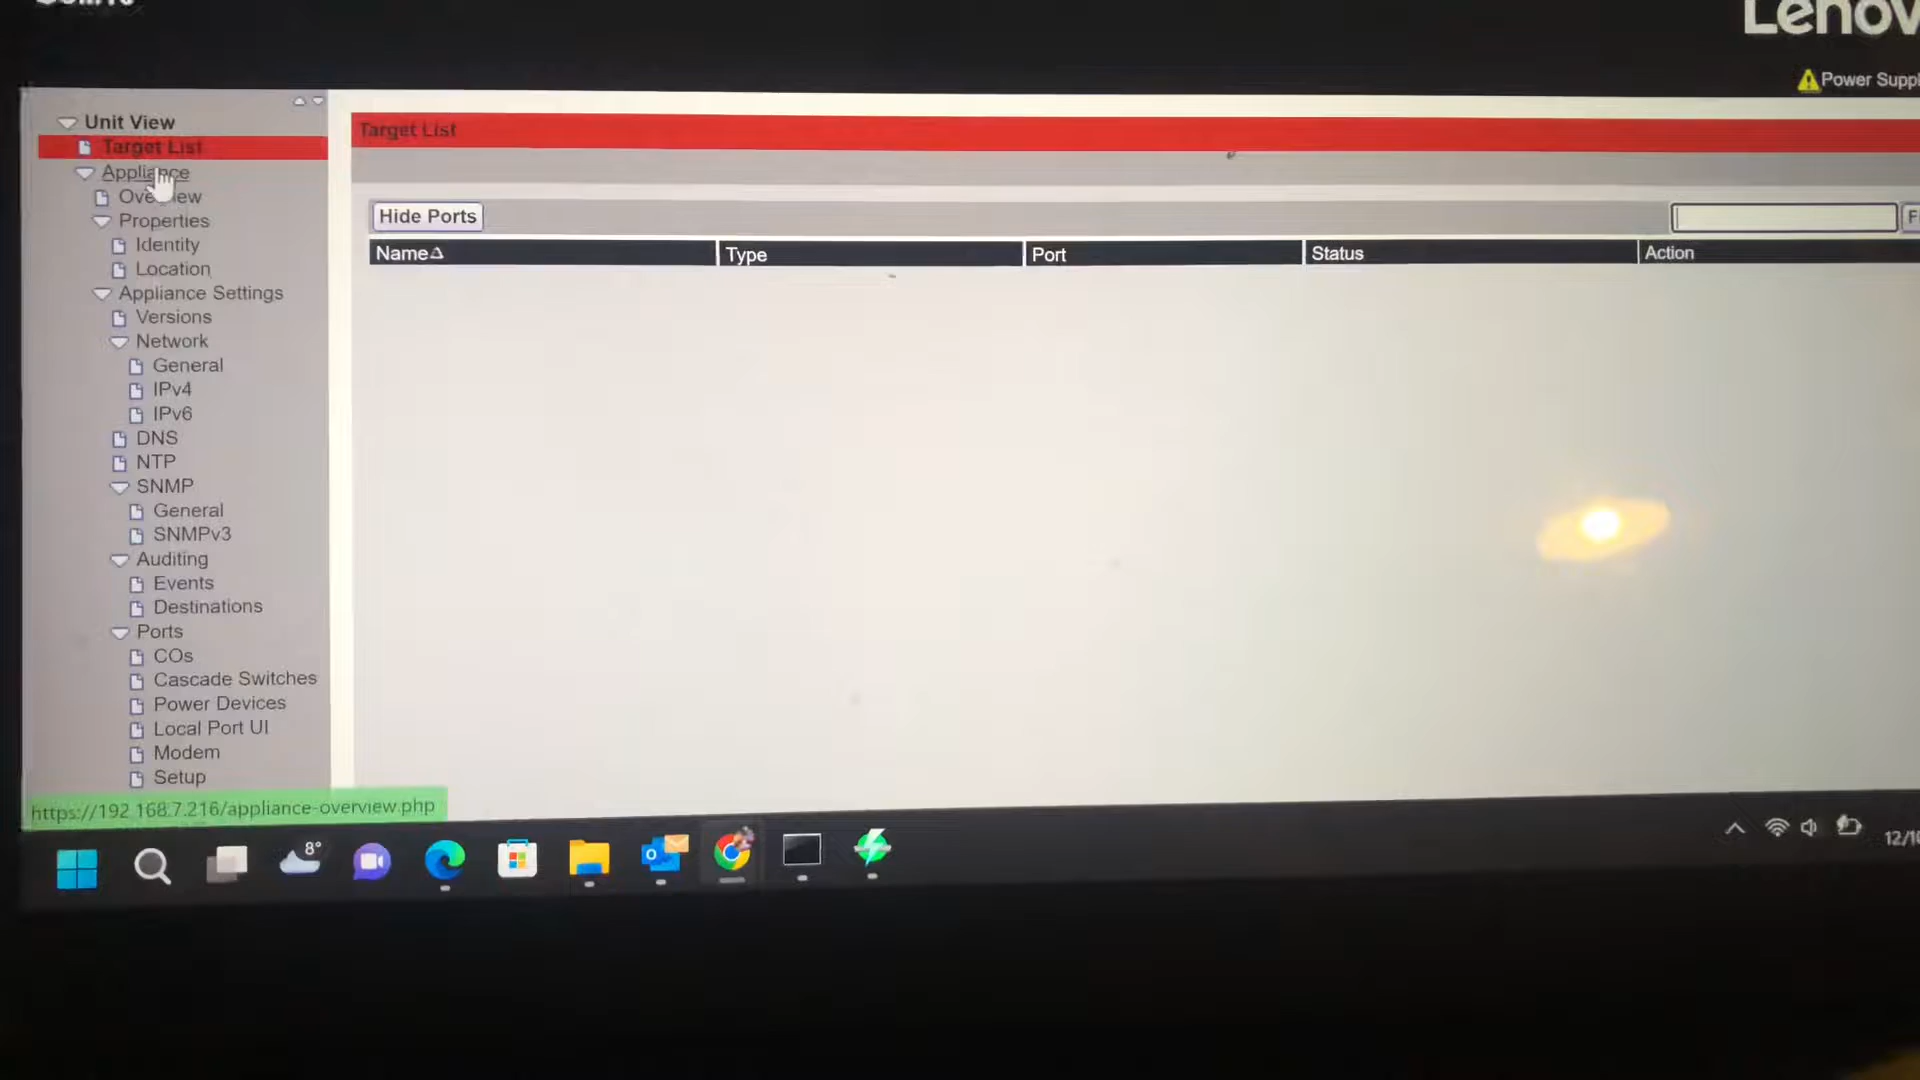 Unit View
Target List
Appliance
Overview
Properties
Identity
Location
Appliance Settings
Versions
Network
General
IPv4
IPv6
DNS
NTP
SNMP
General
SNMPv3
Auditing
Events
Destinations
Ports
COs
Cascade Switches
Power Devices
Local Port UI
Modem
Setup
https://192.168.7.216/appliance-overview.php
Target List
Hide Ports
Name Type Port Status Action
Power Suppl
Lenov
8°
12/10